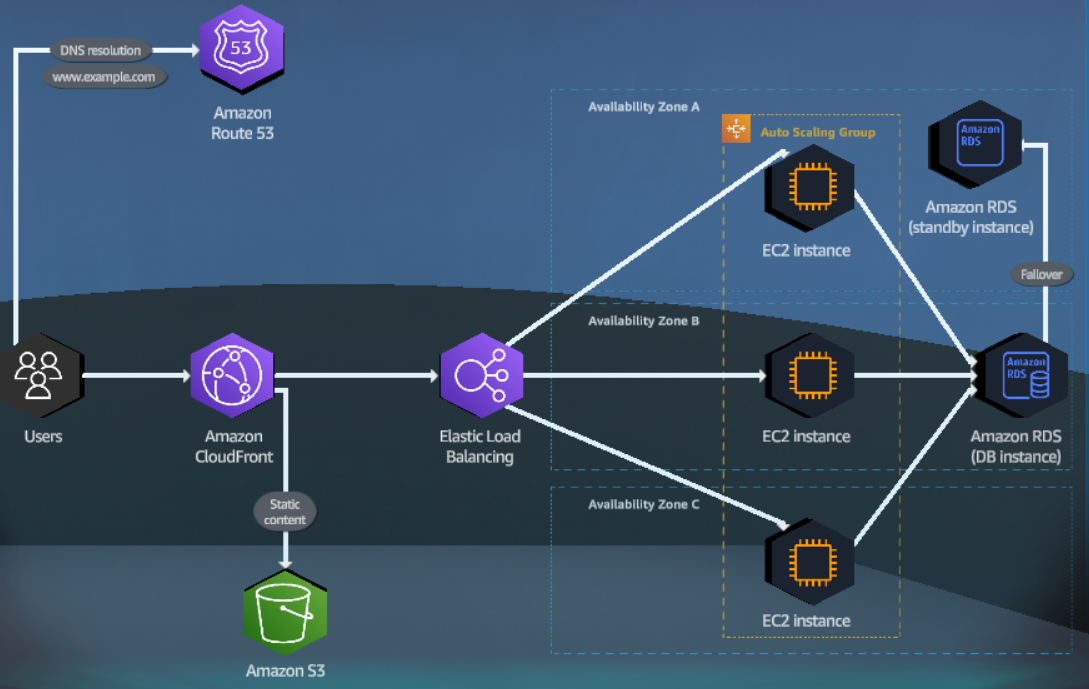 DNS resolution
www.example.com
53
Amazon
Route 53
Availability Zone A
Auto Scaling Group
EC2 instance
Amazon
RDS
Amazon RDS
(standby instance)
Failover
Availability Zone B
Users
Amazon
CloudFront
Elastic Load
Balancing
EC2 instance
Amazon
RDS
Amazon RDS
(DB instance)
Static
content
Amazon S3
Availability Zone C
EC2 instance